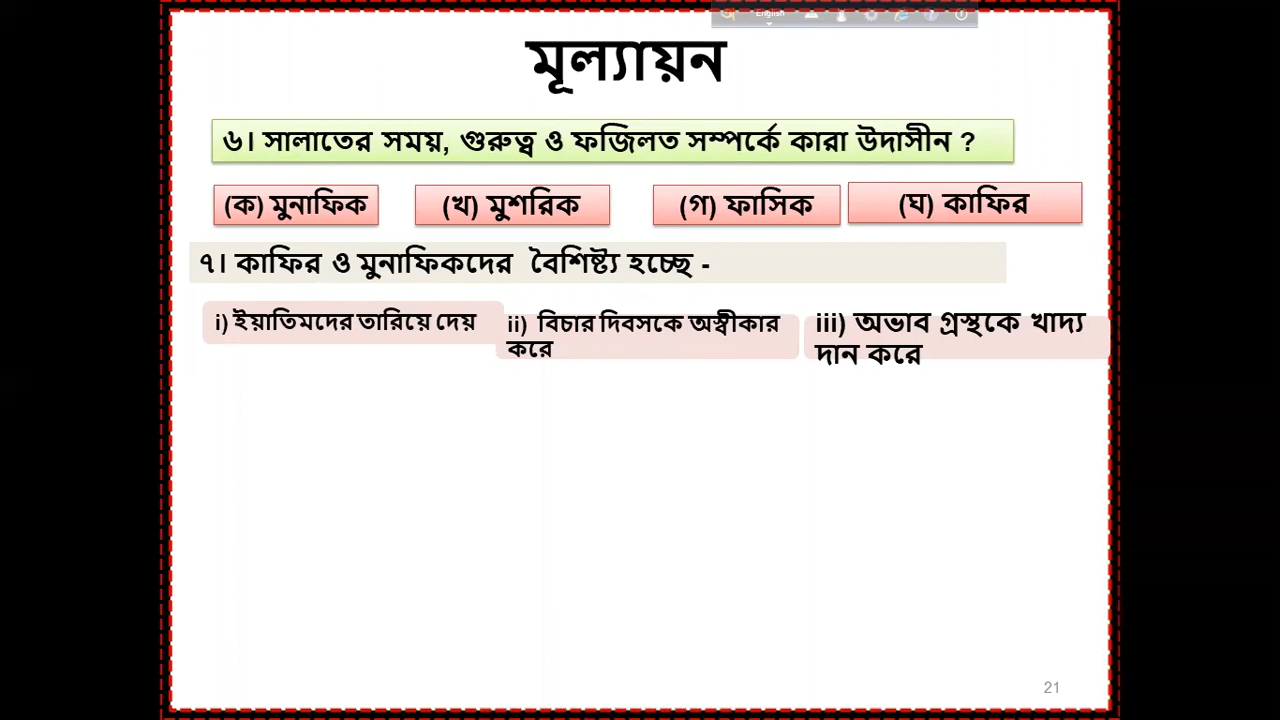 English
মূল্যায়ন
৬। সালাতের সময়, গুরুত্ব ও ফজিলত সম্পর্কে কারা উদাসীন ?
(ক) মুনাফিক (খ) মুশরিক (গ) ফাসিক (ঘ) কাফির
৭। কাফির ও মুনাফিকদের বৈশিষ্ট্য হচ্ছে -
i) ইয়াতিমদের তারিয়ে দেয়
ii) বিচার দিবসকে অস্বীকার
করে
iii) অভাব গ্রস্থকে খাদ্য
দান করে
21